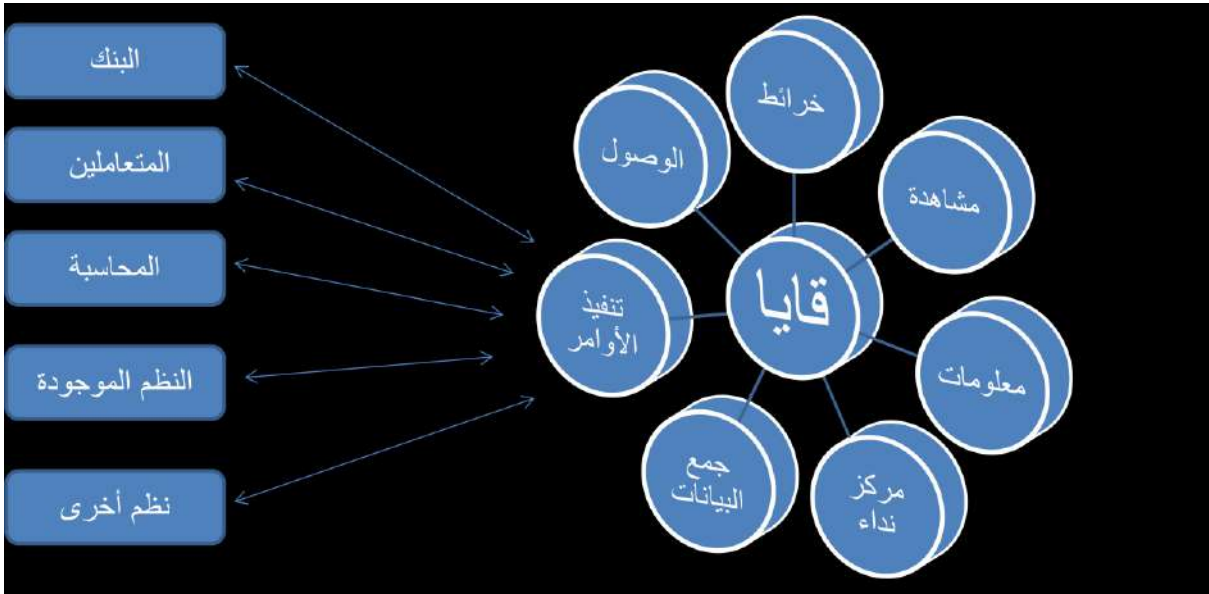 البنك
المتعاملين
المحاسبة
النظم الموجودة
نظم أخرى
خرائط
مشاهدة
معلومات
مركز
نداء
جمع
البيانات
تنفيذ
الأوامر
الوصول
قايا